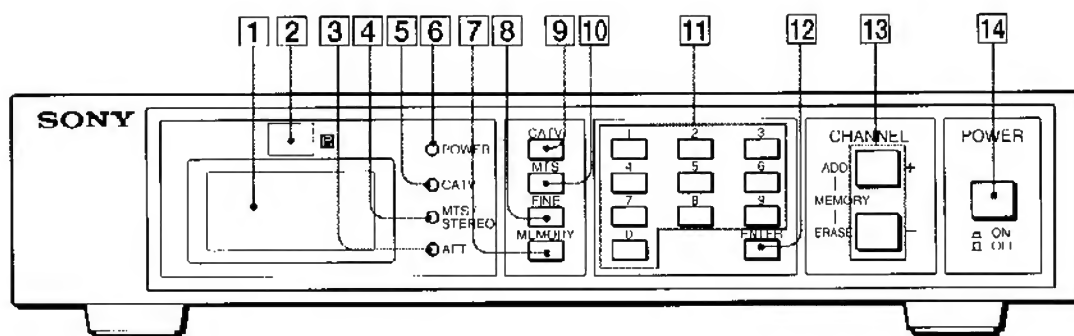 1 2 3 4 5 6 7 8 9 10 11 12 13 14
SONY
POWER
CATV
MTS/
STEREO
ATT
CATV
MTS
FINE
MEMORY
1 2 3
4 5 6
7 8 9
0 ENTER
CHANNEL
ADD +
MEMORY
ERASE −
POWER
ON
OFF